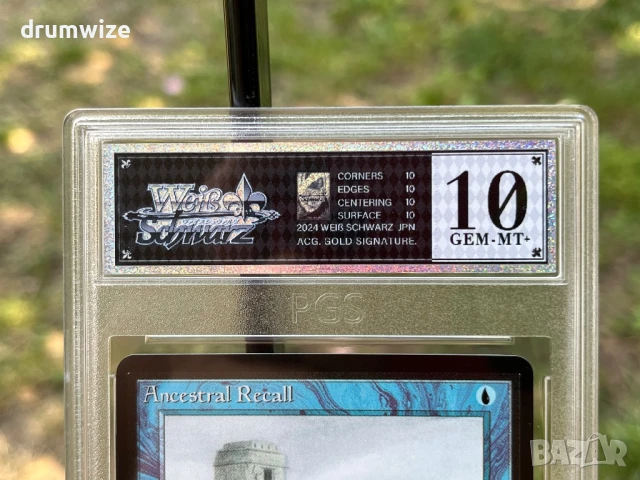 drumwize
Weiß
Schwarz
CORNERS 10
EDGES 10
CENTERING 10
SURFACE 10
2024 WEIß SCHWARZ JPN
ACG. GOLD SIGNATURE.
10
GEM-MT+
PGS
Ancestral Recall
BAZAR